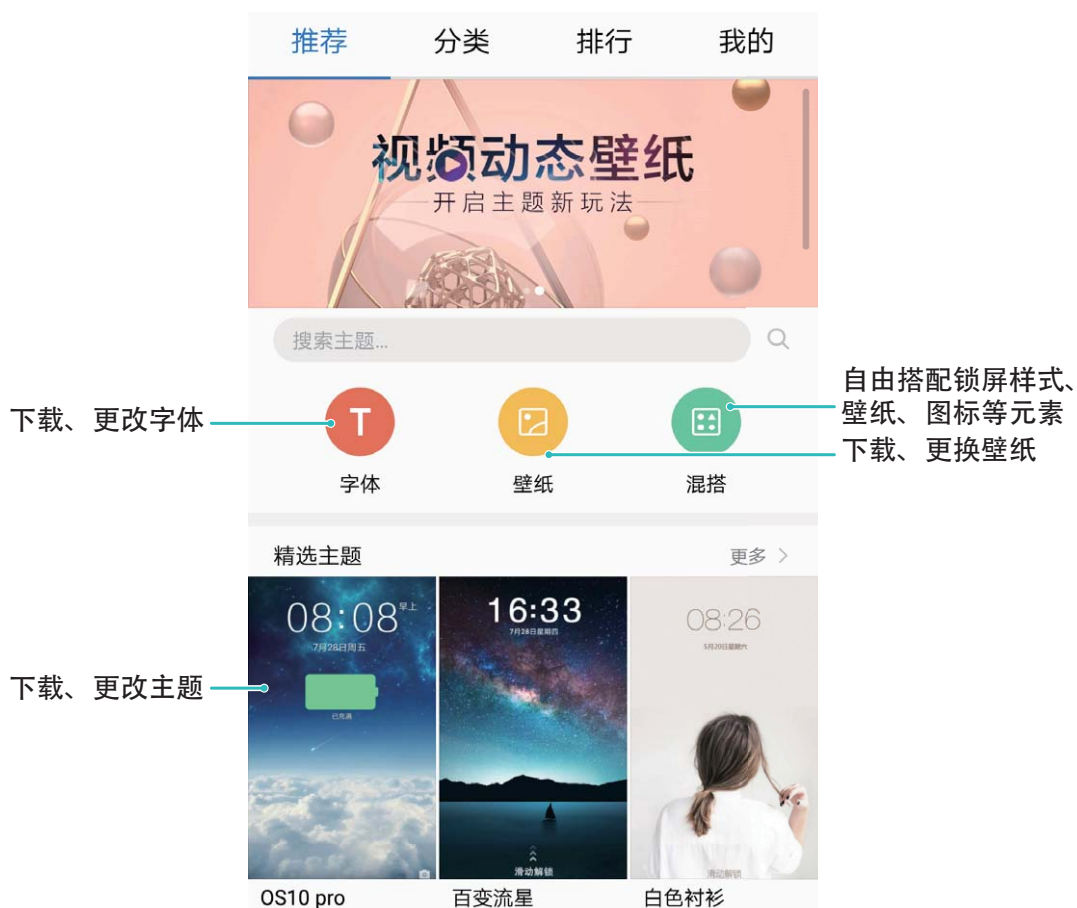 推荐
分类
排行
我的
视频动态壁纸
开启主题新玩法
搜索主题...
自由搭配锁屏样式、
壁纸、图标等元素
下载、更改字体
T
下载、更换壁纸
字体
壁纸
混搭
精选主题
更多
08:08 早上
7月28日周五
已充满
16:33
7月28日星期四
滑动解锁
08:26
5月20日星期六
滑动解锁
下载、更改主题
OS10 pro
百变流星
白色衬衫